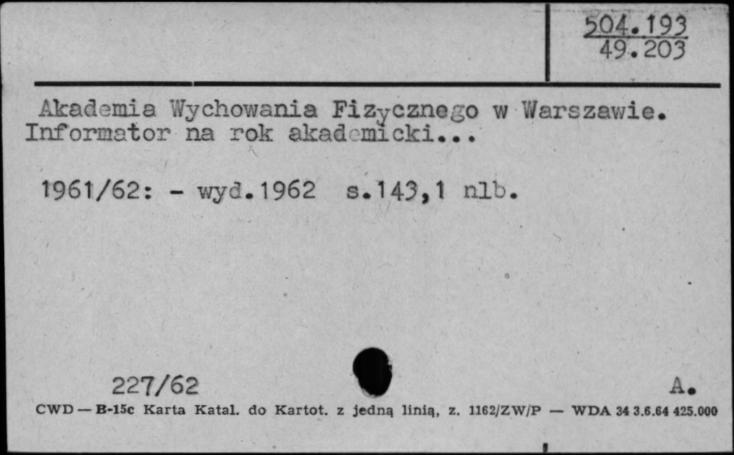 504.193
49.203
Akademia Wychowania Fizycznego w Warszawie.
Informator na rok akademicki...
1961/62: - wyd.1962 s.143,1 nlb.
227/62
A.
CWD — B-15c Karta Katal. do Kartot. z jedną linią, z. 1162/ZW/P — WDA 34 3.6.64 425.000